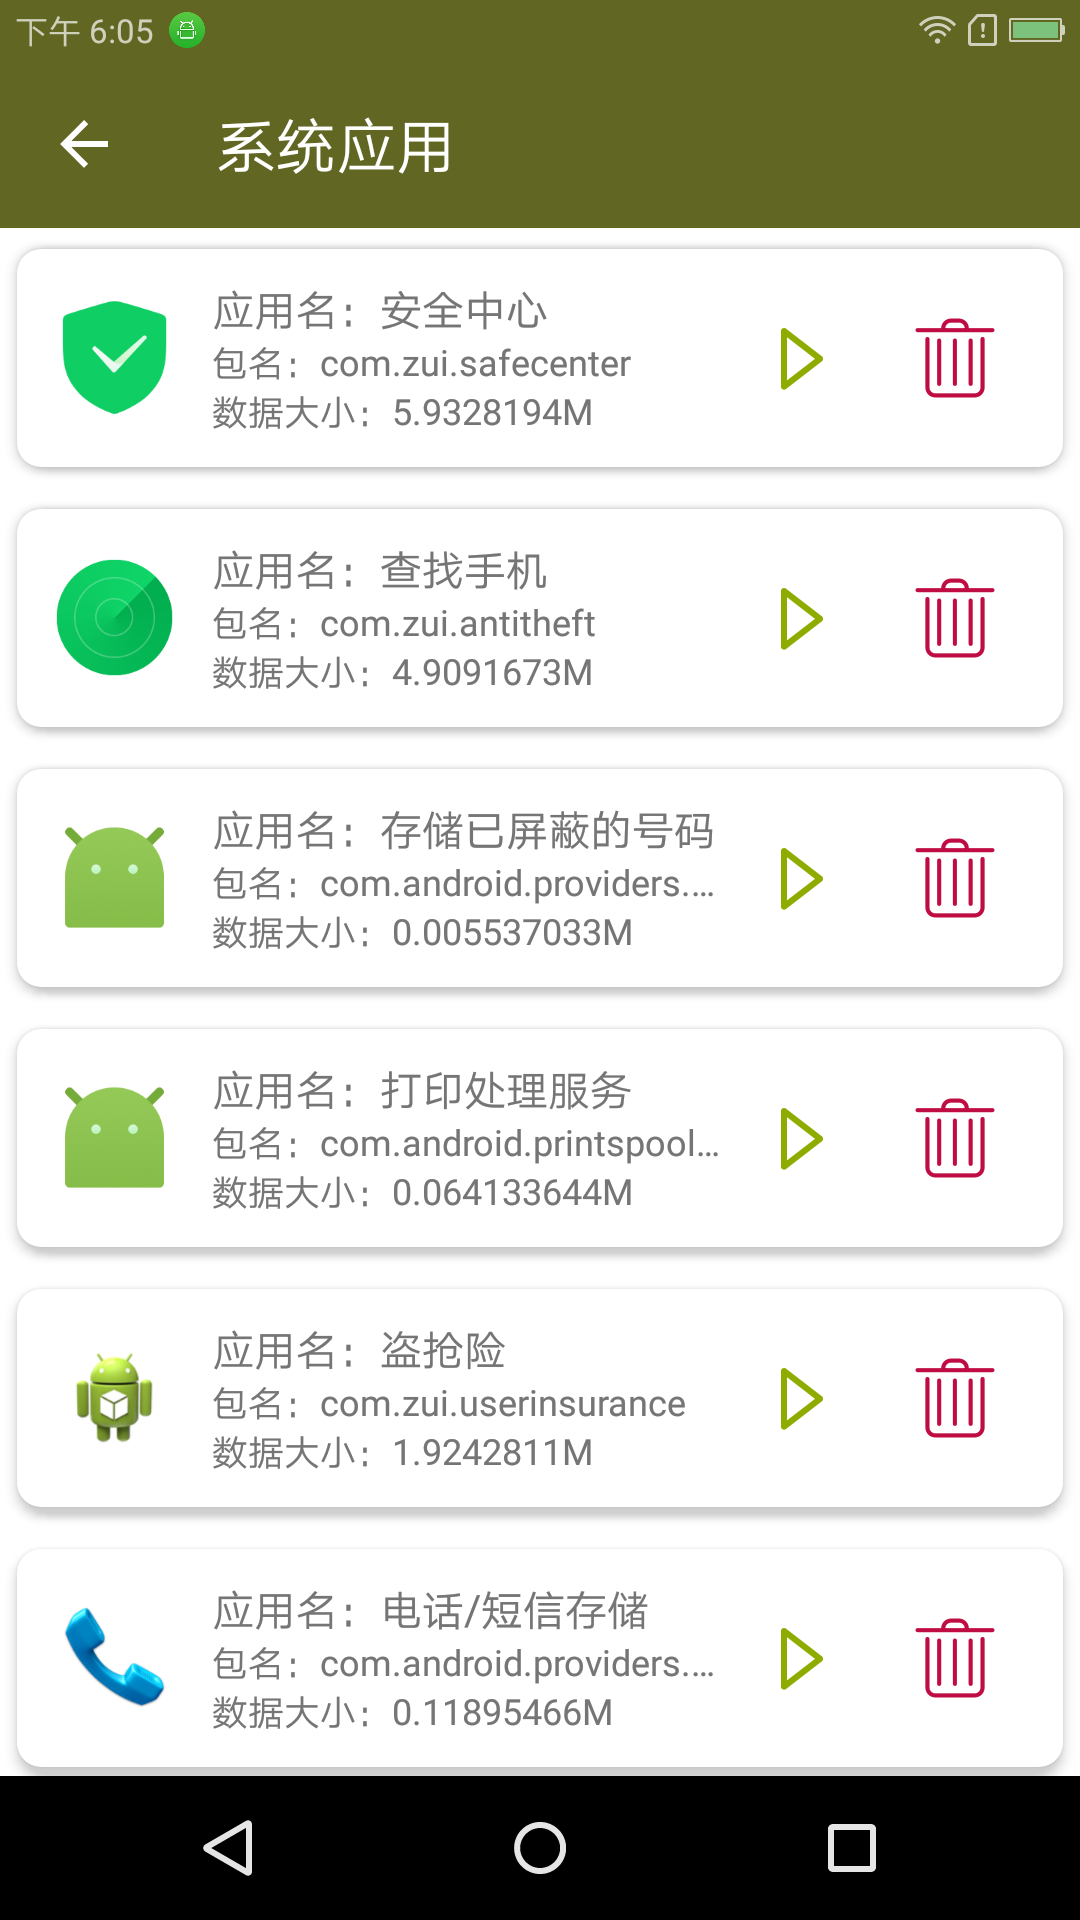 下午 6:05
系统应用
应用名：安全中心
包名：com.zui.safecenter
数据大小：5.9328194M
应用名：查找手机
包名：com.zui.antitheft
数据大小：4.9091673M
应用名：存储已屏蔽的号码
包名：com.android.providers....
数据大小：0.005537033M
应用名：打印处理服务
包名：com.android.printspool...
数据大小：0.064133644M
应用名：盗抢险
包名：com.zui.userinsurance
数据大小：1.9242811M
应用名：电话/短信存储
包名：com.android.providers....
数据大小：0.11895466M